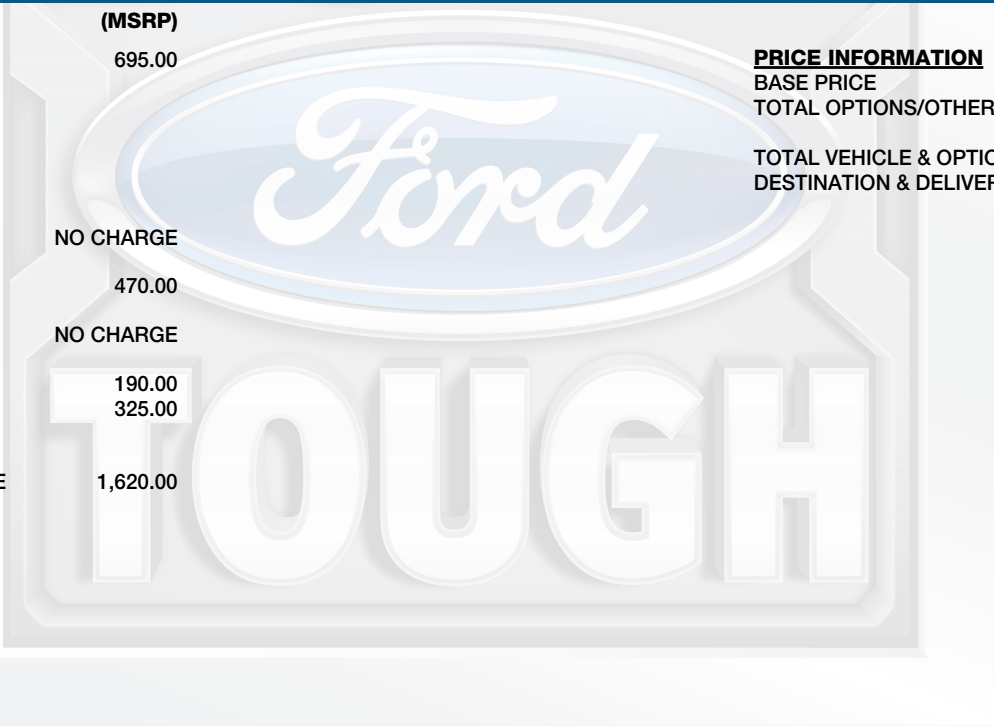 (MSRP)
695.00
NO CHARGE
470.00
NO CHARGE
190.00
325.00
E 1,620.00
PRICE INFORMATION
BASE PRICE
TOTAL OPTIONS/OTHER
TOTAL VEHICLE & OPTIO
DESTINATION & DELIVER
Ford
TOUGH